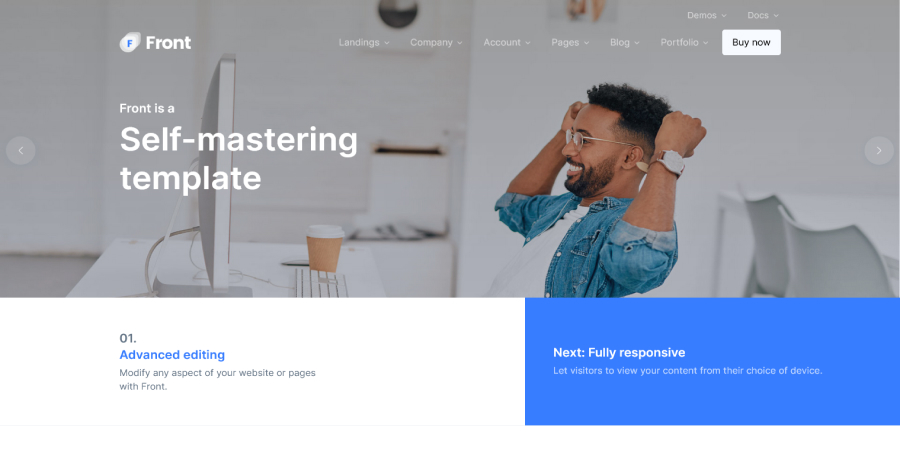 Demos
Docs
F Front
Landings
Company
Account
Pages
Blog
Portfolio
Buy now
Front is a
Self-mastering
template
01.
Advanced editing
Modify any aspect of your website or pages
with Front.
Next: Fully responsive
Let visitors to view your content from their choice of device.